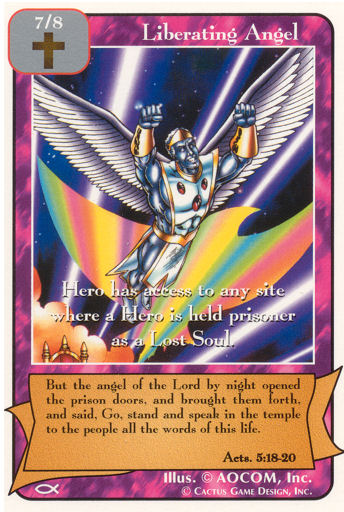 7/8
Liberating Angel
Hero has access to any site
where a Hero is held prisoner
as a Lost Soul.
But the angel of the Lord by night opened
the prison doors, and brought them forth,
and said, Go, stand and speak in the temple
to the people all the words of this life.
Acts. 5:18-20
Illus. © AOCOM, Inc.
© Cactus Game Design, Inc.